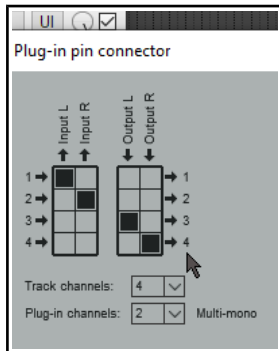 UI
Plug-in pin connector
Input L
Input R
Output L
Output R
1 1
2 2
3 3
4 4
Track channels: 4
Plug-in channels: 2 Multi-mono